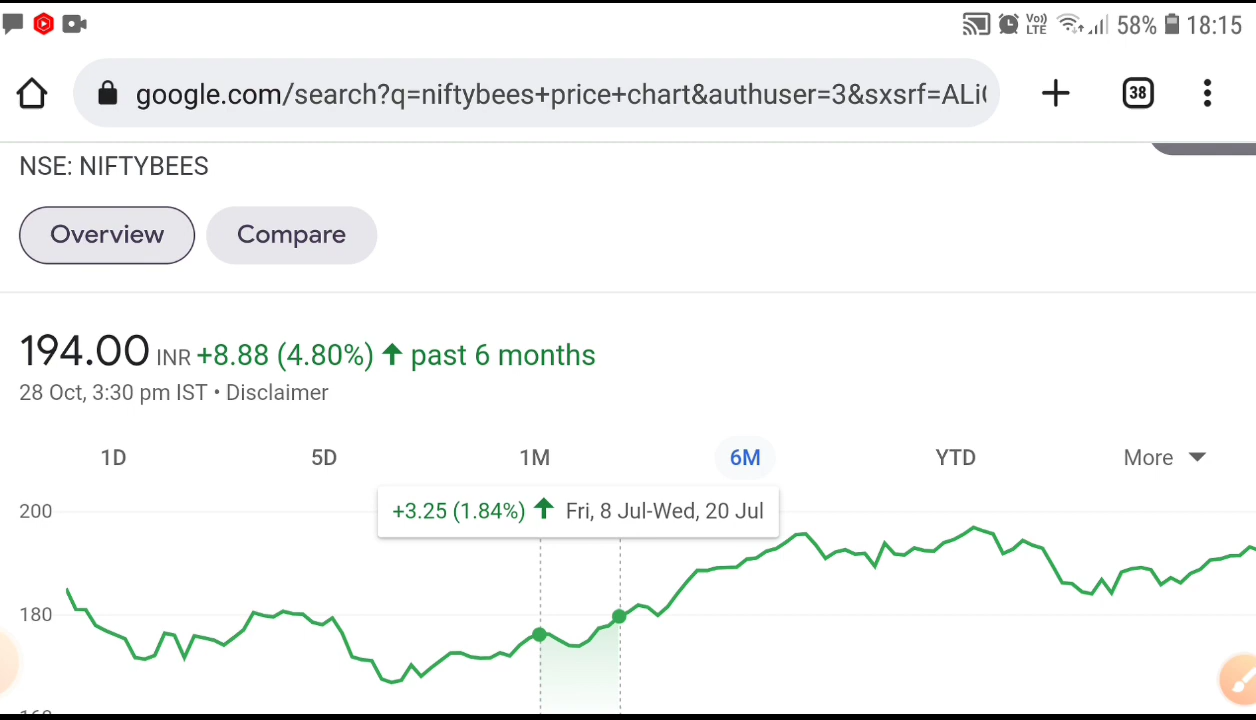 Vo)) LTE 58% 18:15
google.com/search?q=niftybees+price+chart&authuser=3&sxsrf=ALi
38
NSE: NIFTYBEES
Overview Compare
194.00 INR +8.88 (4.80%) ↑ past 6 months
28 Oct, 3:30 pm IST • Disclaimer
1D 5D 1M 6M YTD More
+3.25 (1.84%) ↑ Fri, 8 Jul-Wed, 20 Jul
200
180